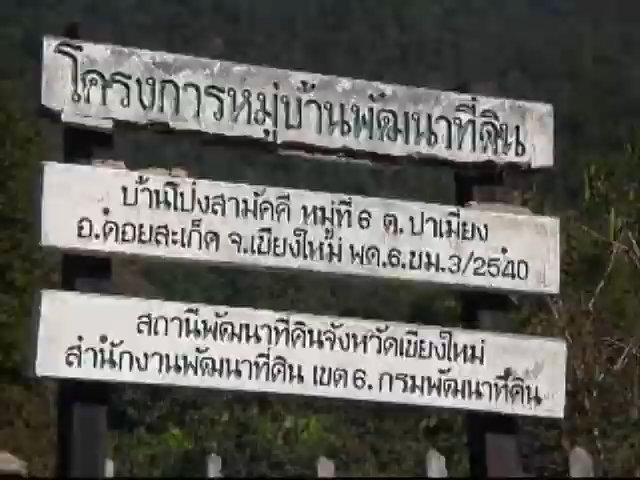 โครงการหมู่บ้านพัฒนาที่ดิน
บ้านโป่งสามัคคี หมู่ที่ 6 ต. ป่าเมี่ยง
อ.ดอยสะเก็ด จ.เชียงใหม่ พด.6.ชม.3/2540
สถานีพัฒนาที่ดินจังหวัดเชียงใหม่
สำนักงานพัฒนาที่ดิน เขต 6. กรมพัฒนาที่ดิน